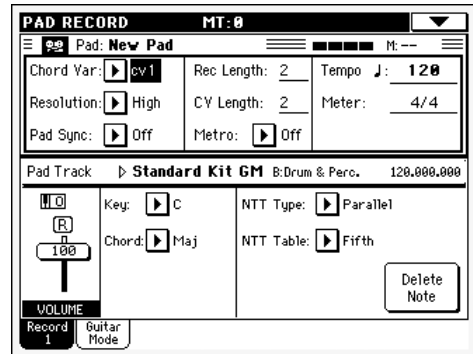 PAD RECORD MT:0
Pad: New Pad M: --
Chord Var: cv1 Rec Length: 2 Tempo ♩: 120
Resolution: High CV Length: 2 Meter: 4/4
Pad Sync: Off Metro: Off
Pad Track Standard Kit GM B:Drum & Perc. 120.000.000
Key: C NTT Type: Parallel
R
100
Chord: Maj NTT Table: Fifth
Delete
Note
VOLUME
Record
1
Guitar
Mode